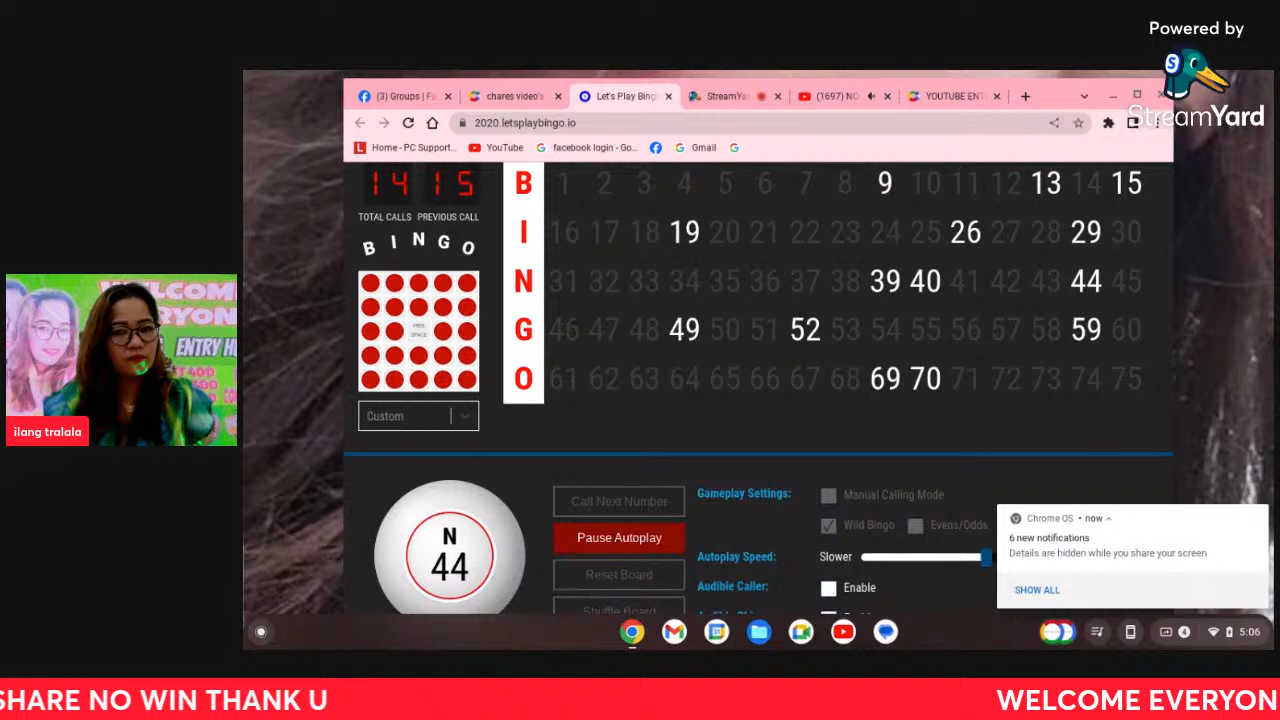 Powered by
S
StreamYard
(3) Groups | Fa
chares video's
Let's Play Bing
StreamYa
(1697) NO
YOUTUBE ENT
2020.letsplaybingo.io
Home - PC Support...
YouTube
facebook login - Go...
Gmail
14 15
TOTAL CALLS PREVIOUS CALL
B I N G O
FREE SPACE
Custom
B 1 2 3 4 5 6 7 8 9 10 11 12 13 14 15
I 16 17 18 19 20 21 22 23 24 25 26 27 28 29 30
N 31 32 33 34 35 36 37 38 39 40 41 42 43 44 45
G 46 47 48 49 50 51 52 53 54 55 56 57 58 59 60
O 61 62 63 64 65 66 67 68 69 70 71 72 73 74 75
WELCOM
ERYON
ENTRY H
ilang tralala
N
44
Call Next Number
Pause Autoplay
Reset Board
Shuffle Board
Gameplay Settings:
Manual Calling Mode
Wild Bingo
Evens/Odds
Autoplay Speed:
Slower
Audible Caller:
Enable
Chrome OS • now
6 new notifications
Details are hidden while you share your screen
SHOW ALL
31
4
5:06
SHARE NO WIN THANK U
WELCOME EVERYON